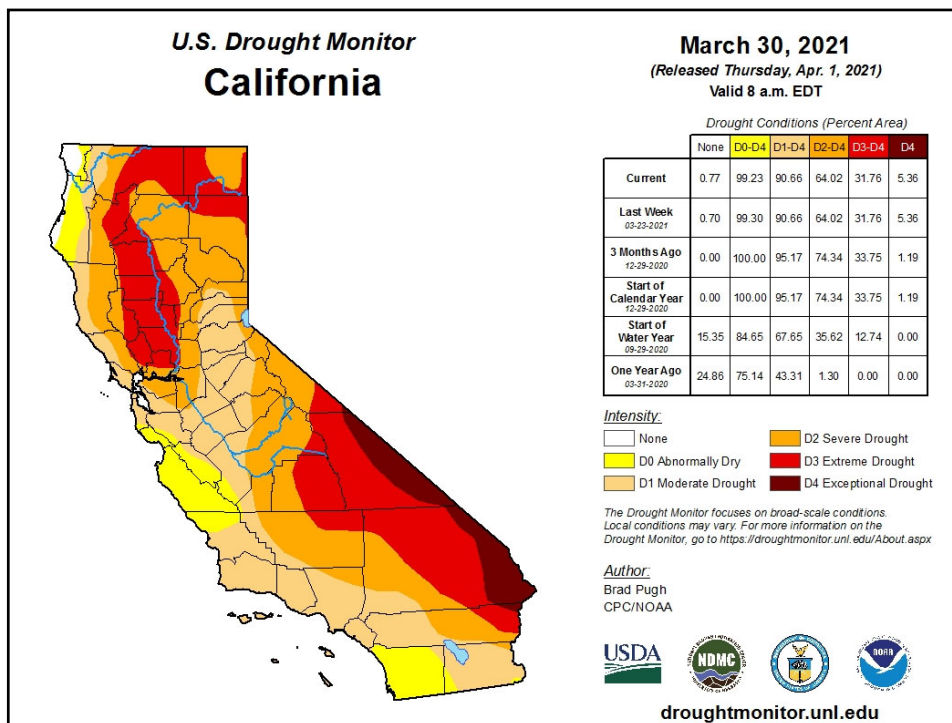 U.S. Drought Monitor
California
March 30, 2021
(Released Thursday, Apr. 1, 2021)
Valid 8 a.m. EDT
Drought Conditions (Percent Area)
None D0-D4 D1-D4 D2-D4 D3-D4 D4
Current 0.77 99.23 90.66 64.02 31.76 5.36
Last Week 03-23-2021 0.70 99.30 90.66 64.02 31.76 5.36
3 Months Ago 12-29-2020 0.00 100.00 95.17 74.34 33.75 1.19
Start of Calendar Year 12-29-2020 0.00 100.00 95.17 74.34 33.75 1.19
Start of Water Year 09-29-2020 15.35 84.65 67.65 35.62 12.74 0.00
One Year Ago 03-31-2020 24.86 75.14 43.31 1.30 0.00 0.00
Intensity:
None
D0 Abnormally Dry
D1 Moderate Drought
D2 Severe Drought
D3 Extreme Drought
D4 Exceptional Drought
The Drought Monitor focuses on broad-scale conditions.
Local conditions may vary. For more information on the
Drought Monitor, go to https://droughtmonitor.unl.edu/About.aspx
Author:
Brad Pugh
CPC/NOAA
USDA
NDMC
NOAA
droughtmonitor.unl.edu